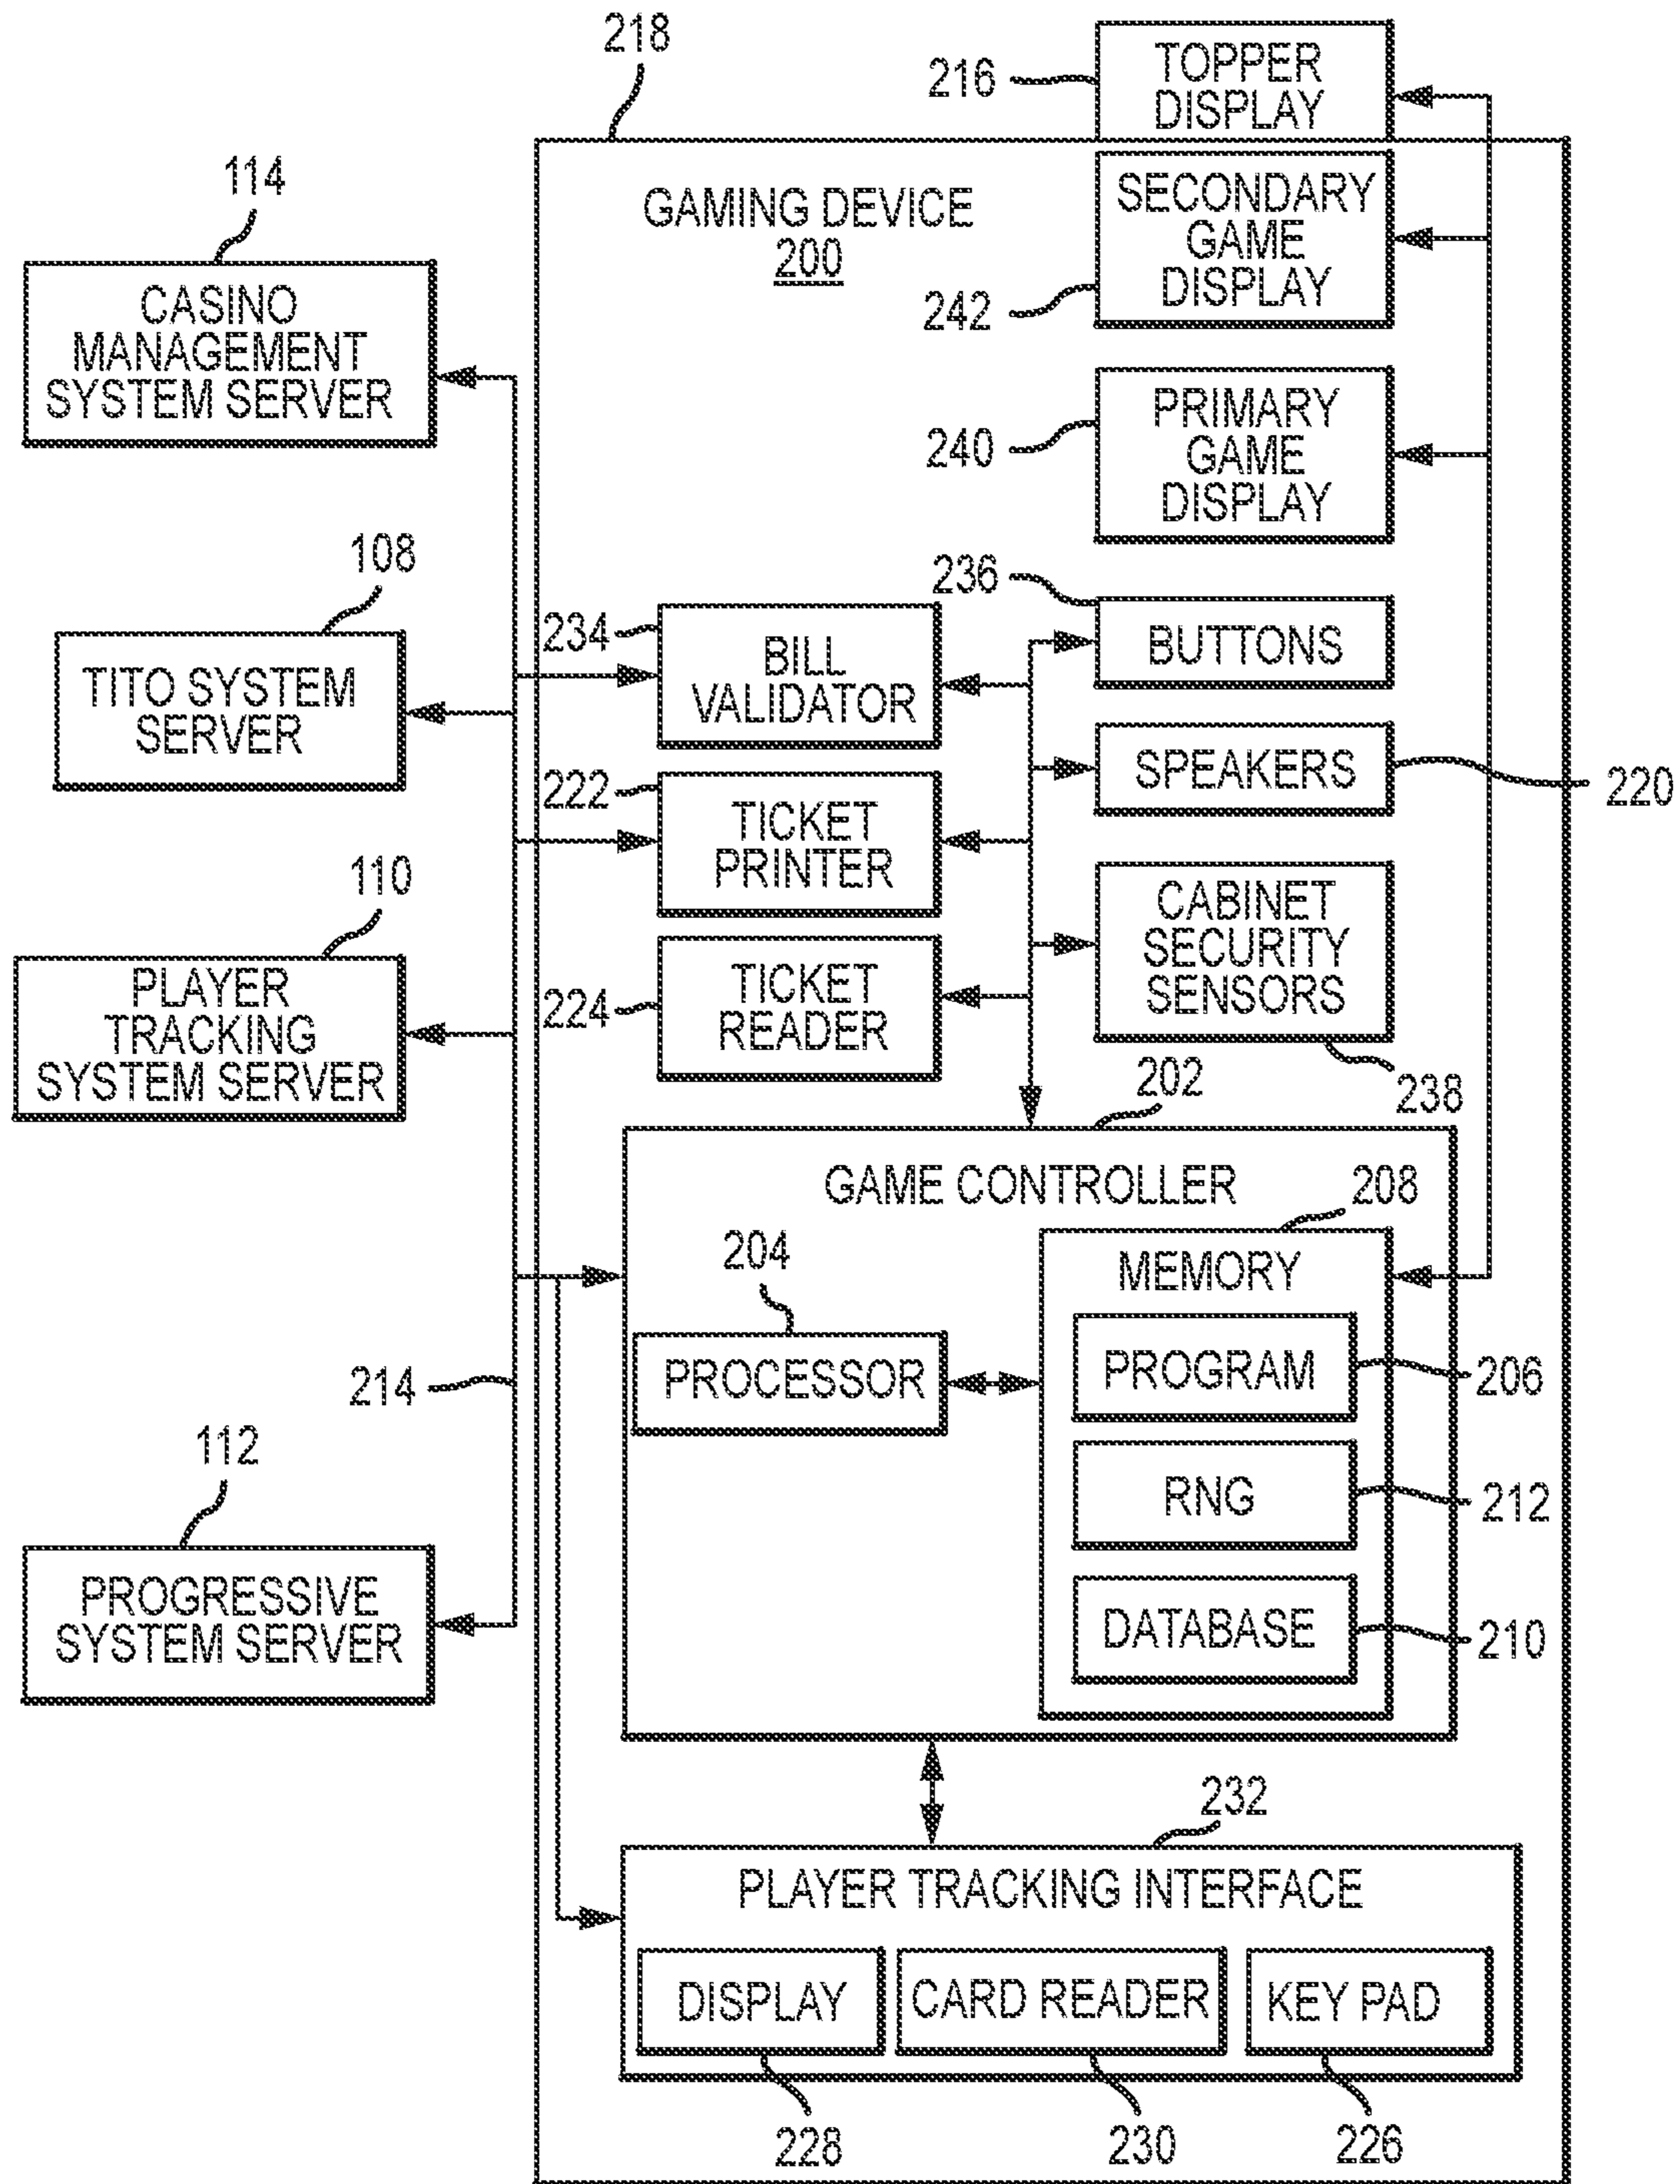 218
216
TOPPER
DISPLAY
114
GAMING DEVICE
200
SECONDARY
GAME
DISPLAY
242
CASINO
MANAGEMENT
SYSTEM SERVER
240
PRIMARY
GAME
DISPLAY
108
236
234
BILL
VALIDATOR
BUTTONS
TITO SYSTEM
SERVER
222
TICKET
PRINTER
SPEAKERS
220
110
CABINET
SECURITY
SENSORS
PLAYER
TRACKING
SYSTEM SERVER
224
TICKET
READER
202
238
GAME CONTROLLER
208
204
MEMORY
PROCESSOR
PROGRAM
206
214
112
RNG
212
PROGRESSIVE
SYSTEM SERVER
DATABASE
210
232
PLAYER TRACKING INTERFACE
DISPLAY
CARD READER
KEY PAD
228
230
226